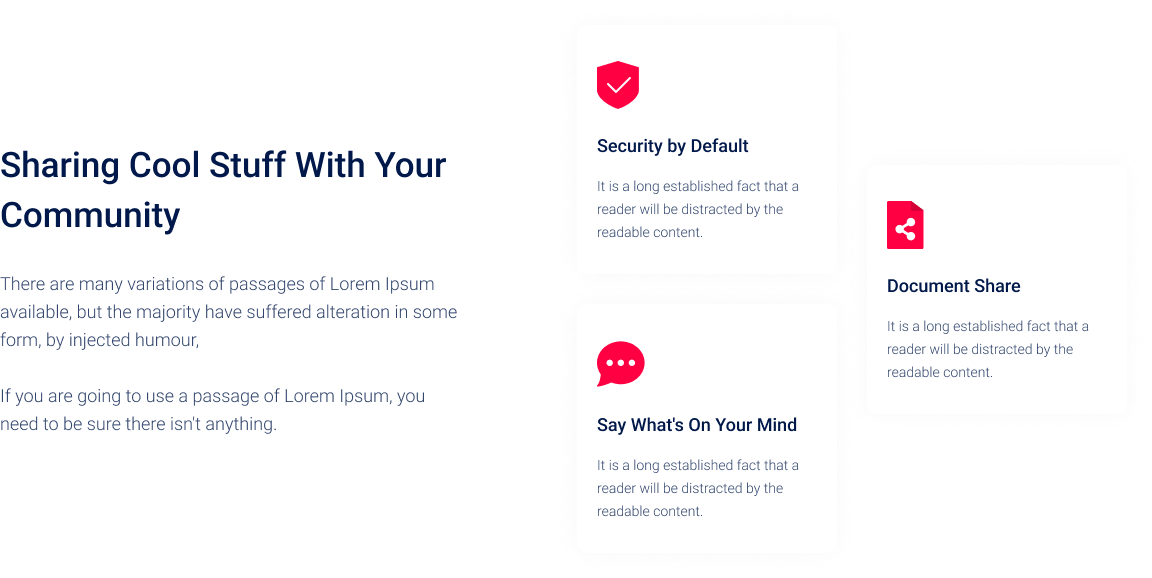 Sharing Cool Stuff With Your
Community
There are many variations of passages of Lorem Ipsum
available, but the majority have suffered alteration in some
form, by injected humour,
If you are going to use a passage of Lorem Ipsum, you
need to be sure there isn't anything.
Security by Default
It is a long established fact that a
reader will be distracted by the
readable content.
Say What's On Your Mind
It is a long established fact that a
reader will be distracted by the
readable content.
Document Share
It is a long established fact that a
reader will be distracted by the
readable content.